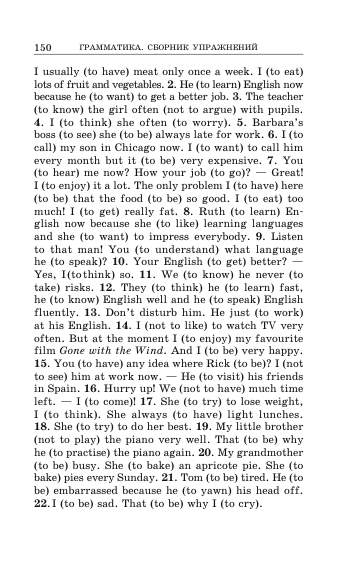 150 ГРАММАТИКА. СБОРНИК УПРАЖНЕНИЙ
I usually (to have) meat only once a week. I (to eat)
lots of fruit and vegetables. 2. He (to learn) English now
because he (to want) to get a better job. 3. The teacher
(to know) the girl often (not to argue) with pupils.
4. I (to think) she often (to worry). 5. Barbara's
boss (to see) she (to be) always late for work. 6. I (to
call) my son in Chicago now. I (to want) to call him
every month but it (to be) very expensive. 7. You
(to hear) me now? How your job (to go)? — Great!
I (to enjoy) it a lot. The only problem I (to have) here
(to be) that the food (to be) so good. I (to eat) too
much! I (to get) really fat. 8. Ruth (to learn) En-
glish now because she (to like) learning languages
and she (to want) to impress everybody. 9. Listen
to that man! You (to understand) what language
he (to speak)? 10. Your English (to get) better? —
Yes, I (to think) so. 11. We (to know) he never (to
take) risks. 12. They (to think) he (to learn) fast,
he (to know) English well and he (to speak) English
fluently. 13. Don't disturb him. He just (to work)
at his English. 14. I (not to like) to watch TV very
often. But at the moment I (to enjoy) my favourite
film Gone with the Wind. And I (to be) very happy.
15. You (to have) any idea where Rick (to be)? I (not
to see) him at work now. — He (to visit) his friends
in Spain. 16. Hurry up! We (not to have) much time
left. — I (to come)! 17. She (to try) to lose weight,
I (to think). She always (to have) light lunches.
18. She (to try) to do her best. 19. My little brother
(not to play) the piano very well. That (to be) why
he (to practise) the piano again. 20. My grandmother
(to be) busy. She (to bake) an apricote pie. She (to
bake) pies every Sunday. 21. Tom (to be) tired. He (to
be) embarrassed because he (to yawn) his head off.
22. I (to be) sad. That (to be) why I (to cry).